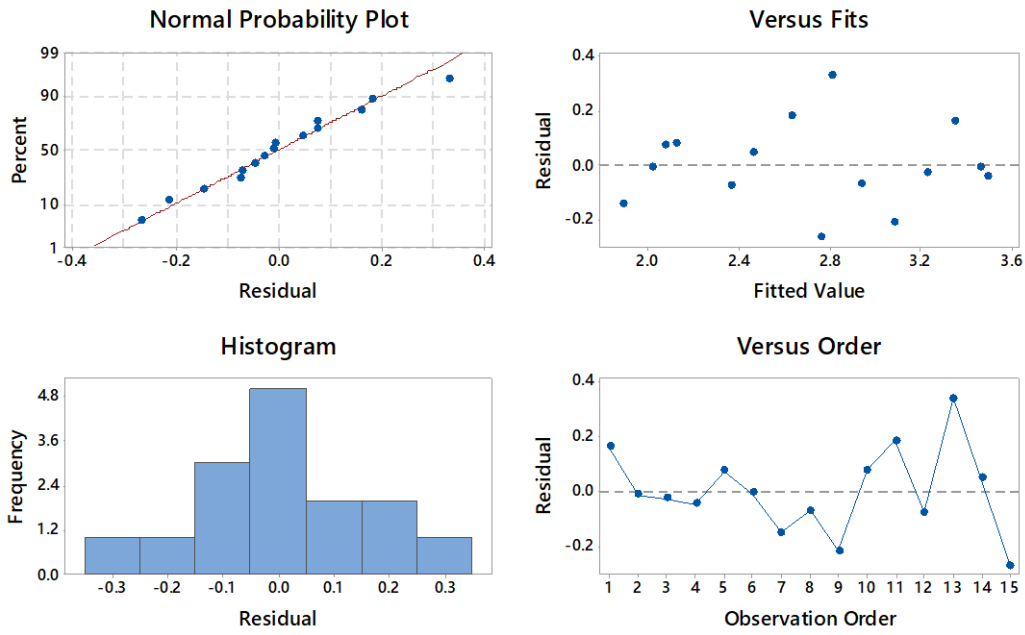 Normal Probability Plot
99
90
50
10
1
Percent
-0.4 -0.2 0.0 0.2 0.4
Residual
Versus Fits
0.4
0.2
0.0
-0.2
Residual
2.0 2.4 2.8 3.2 3.6
Fitted Value
Histogram
4.8
3.6
2.4
1.2
0.0
Frequency
-0.3 -0.2 -0.1 0.0 0.1 0.2 0.3
Residual
Versus Order
0.4
0.2
0.0
-0.2
Residual
1 2 3 4 5 6 7 8 9 10 11 12 13 14 15
Observation Order